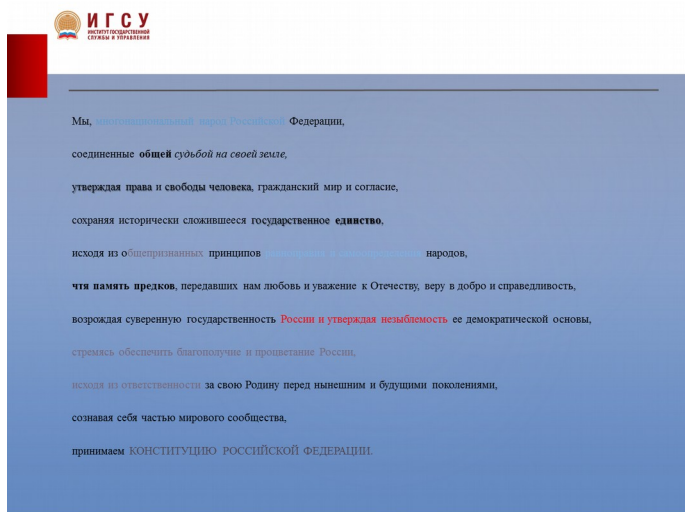 ИГСУ
ИНСТИТУТ ГОСУДАРСТВЕННОЙ
СЛУЖБЫ И УПРАВЛЕНИЯ
Мы, многонациональный народ Российской Федерации,
соединенные общей судьбой на своей земле,
утверждая права и свободы человека, гражданский мир и согласие,
сохраняя исторически сложившееся государственное единство,
исходя из общепризнанных принципов равноправия и самоопределения народов,
чтя память предков, передавших нам любовь и уважение к Отечеству, веру в добро и справедливость,
возрождая суверенную государственность России и утверждая незыблемость ее демократической основы,
стремясь обеспечить благополучие и процветание России,
исходя из ответственности за свою Родину перед нынешним и будущими поколениями,
сознавая себя частью мирового сообщества,
принимаем КОНСТИТУЦИЮ РОССИЙСКОЙ ФЕДЕРАЦИИ.